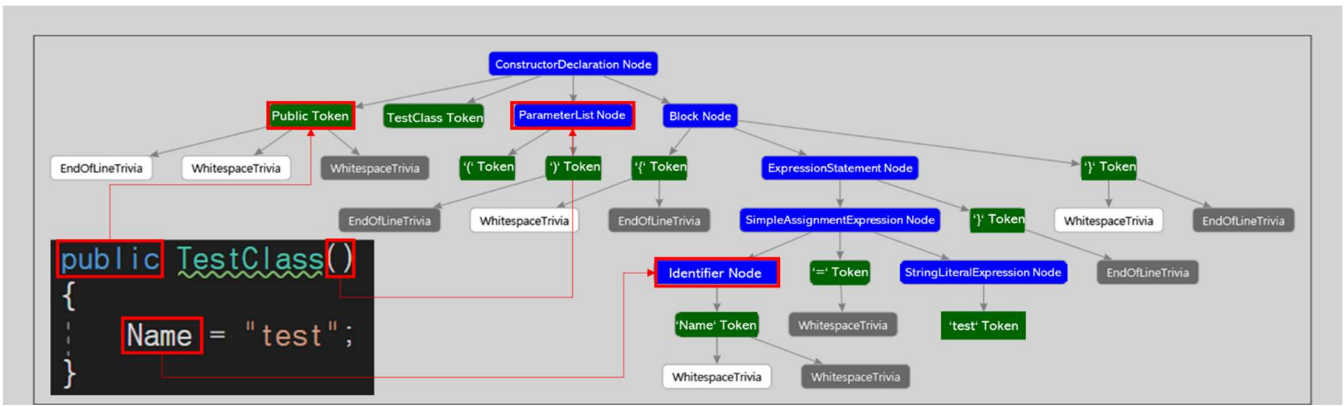 ConstructorDeclaration Node
Public Token TestClass Token ParameterList Node Block Node
EndOfLineTrivia WhitespaceTrivia WhitespaceTrivia '(' Token ')' Token '{' Token ExpressionStatement Node '}' Token
EndOfLineTrivia WhitespaceTrivia EndOfLineTrivia SimpleAssignmentExpression Node '}' Token WhitespaceTrivia EndOfLineTrivia
public TestClass()
{
Name = "test";
}
Identifier Node '=' Token StringLiteralExpression Node EndOfLineTrivia
'Name' Token WhitespaceTrivia 'test' Token
WhitespaceTrivia WhitespaceTrivia